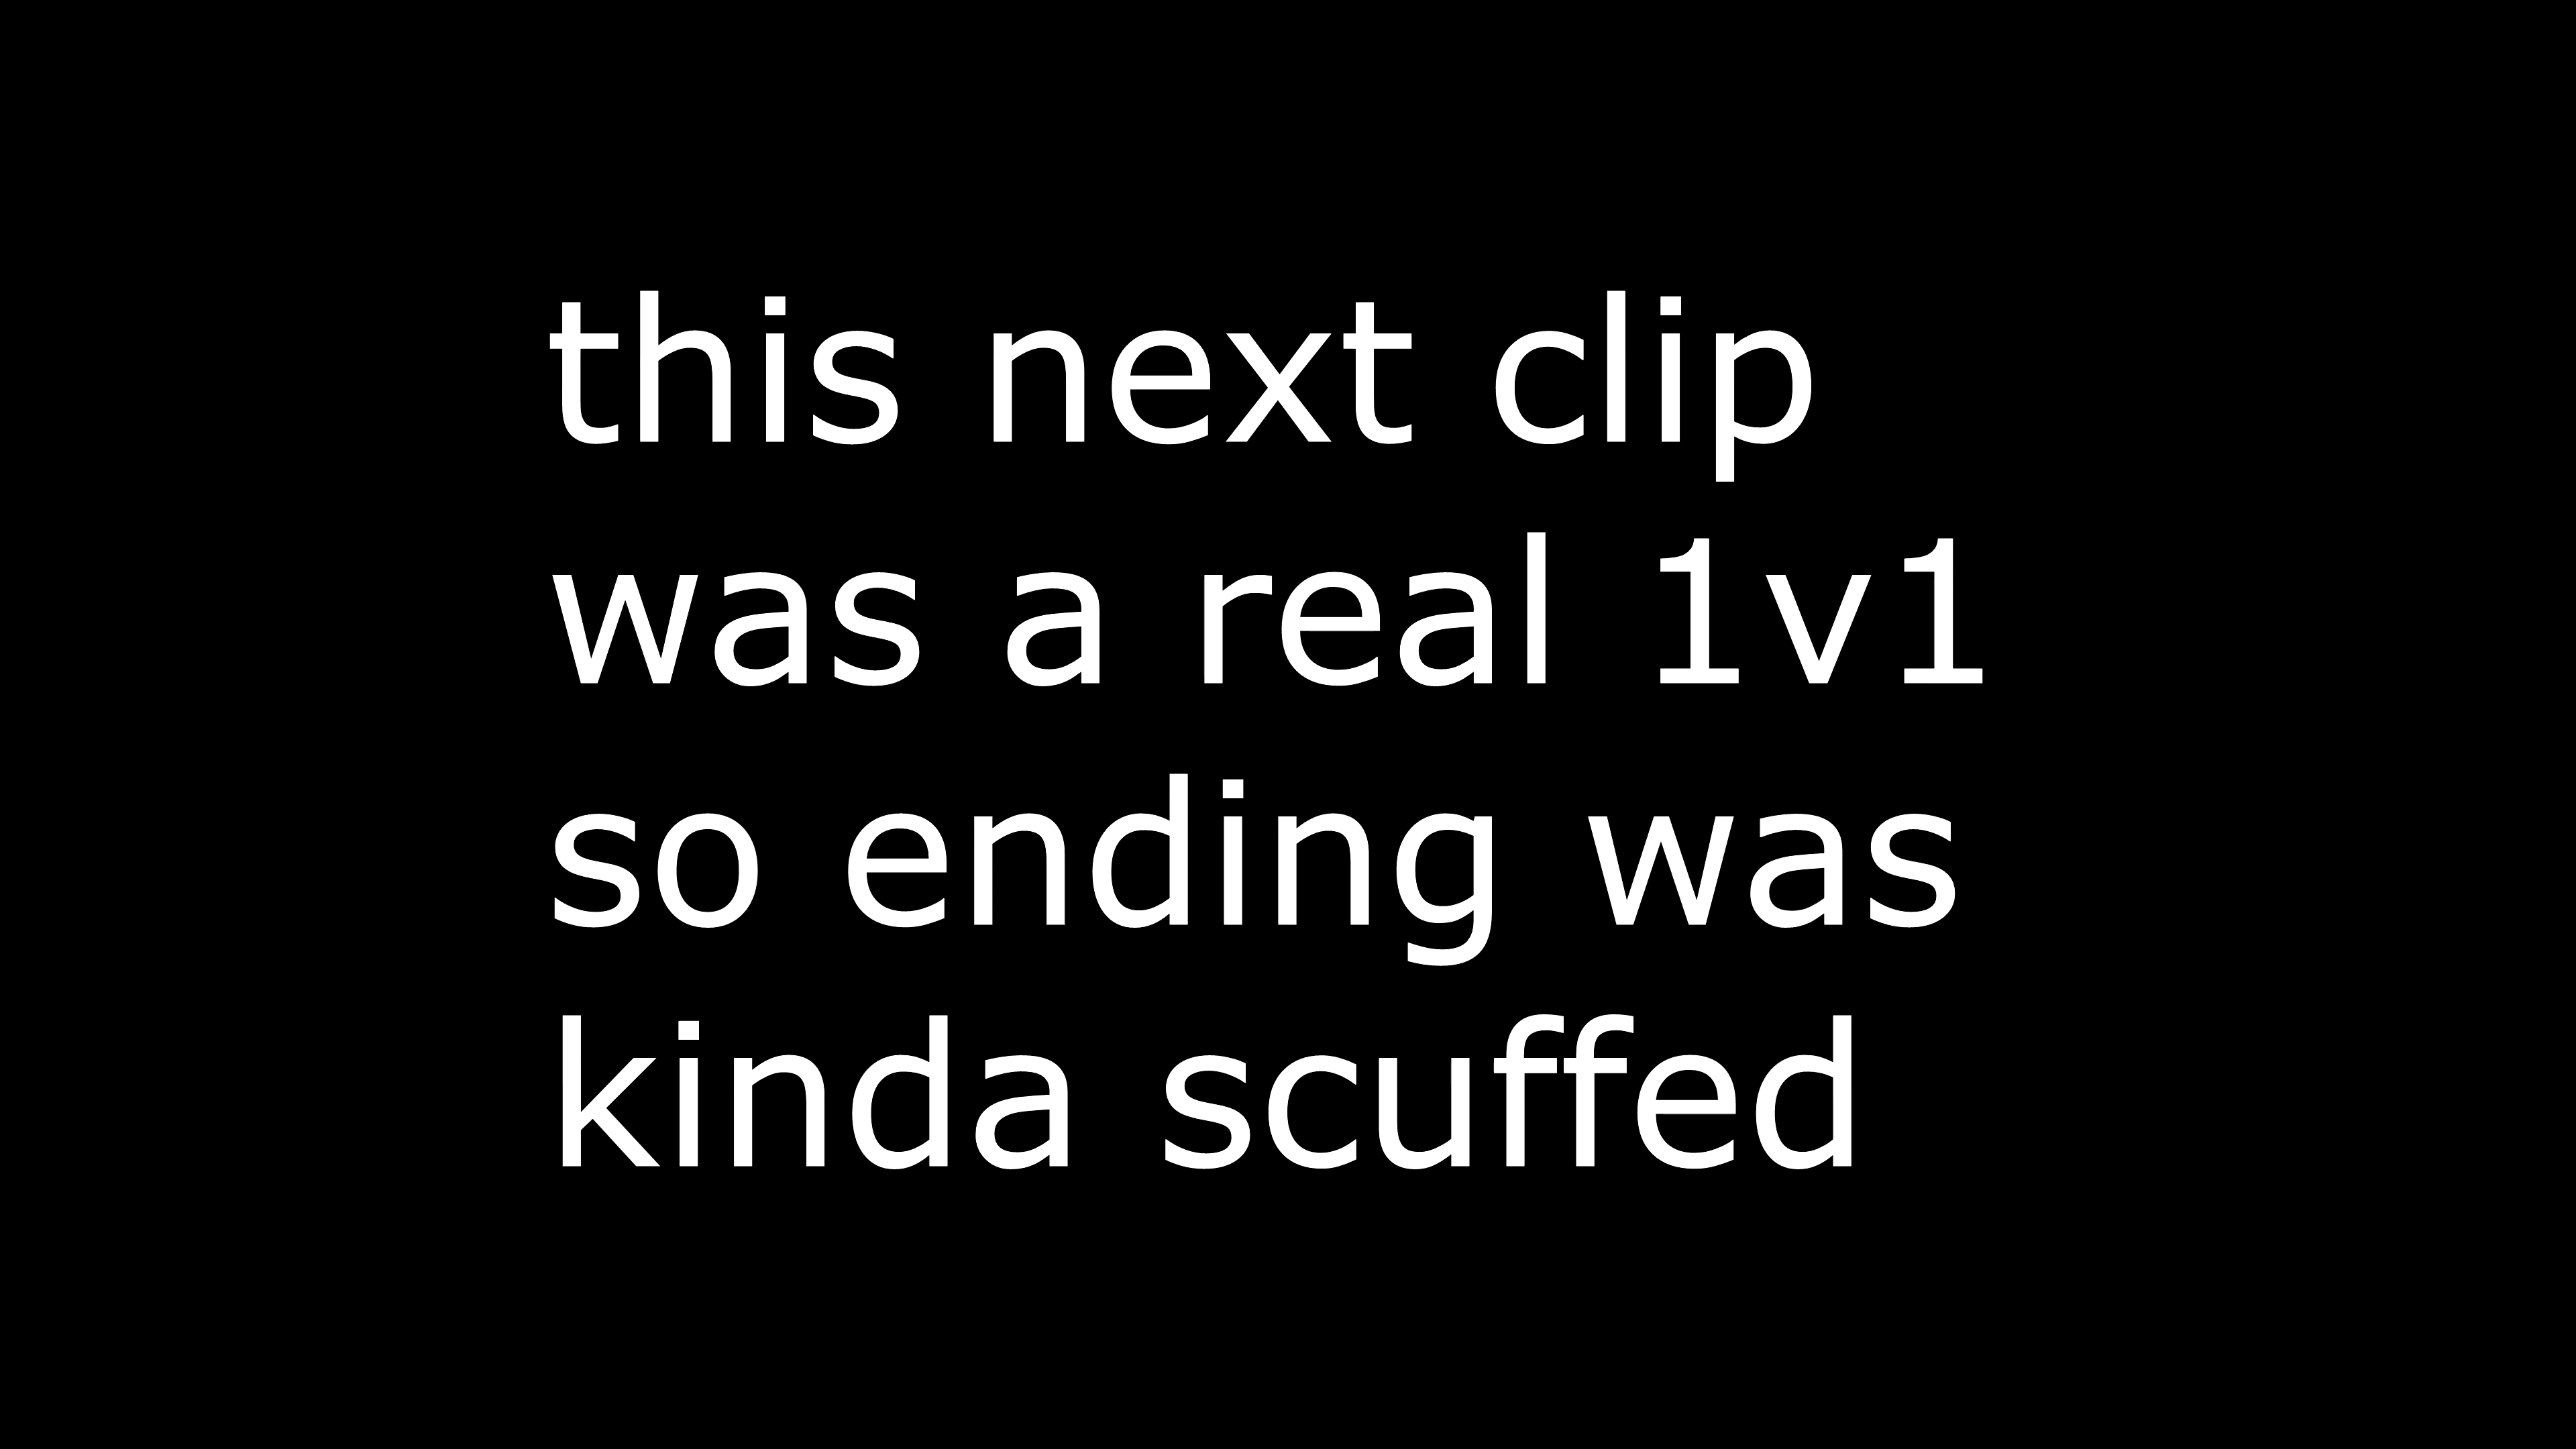 this next clip
was a real 1v1
so ending was
kinda scuffed